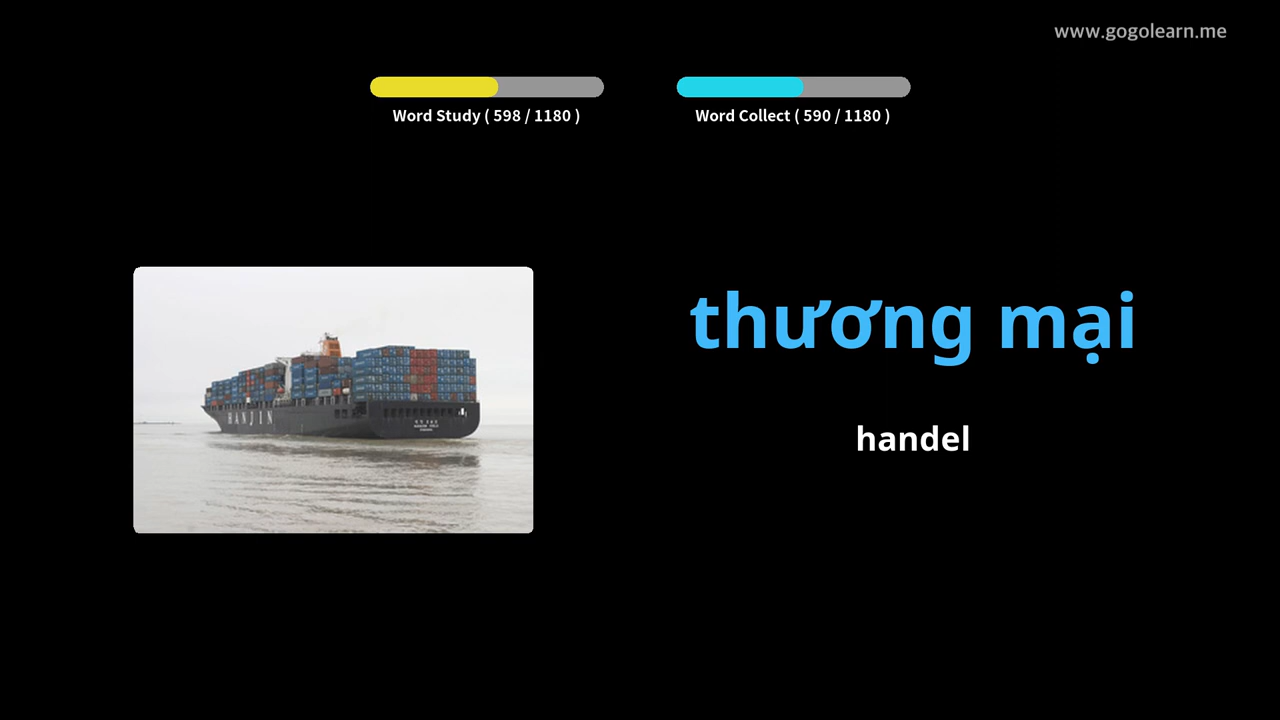 www.gogolearn.me
Word Study ( 598 / 1180 )
Word Collect ( 590 / 1180 )
thương mại
handel
HANJIN